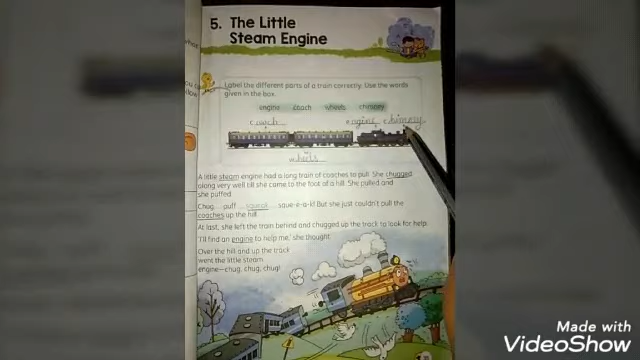 5. The Little
Steam Engine
Label the different parts of a train correctly. Use the words
given in the box.
engine coach wheels chimney
coach engine chimney
wheels
A little steam engine had a long train of coaches to pull. She chugged
along very well till she came to the foot of a hill. She pulled and
she puffed.
Chug... puff... squeak... sque-e-a-k! But she just couldn't pull the
coaches up the hill.
At last, she left the train behind and chugged up the track to look for help.
'I'll find an engine to help me,' she thought.
Over the hill and up the track
went the little steam
engine—chug, chug, chug!
Made with
VideoShow